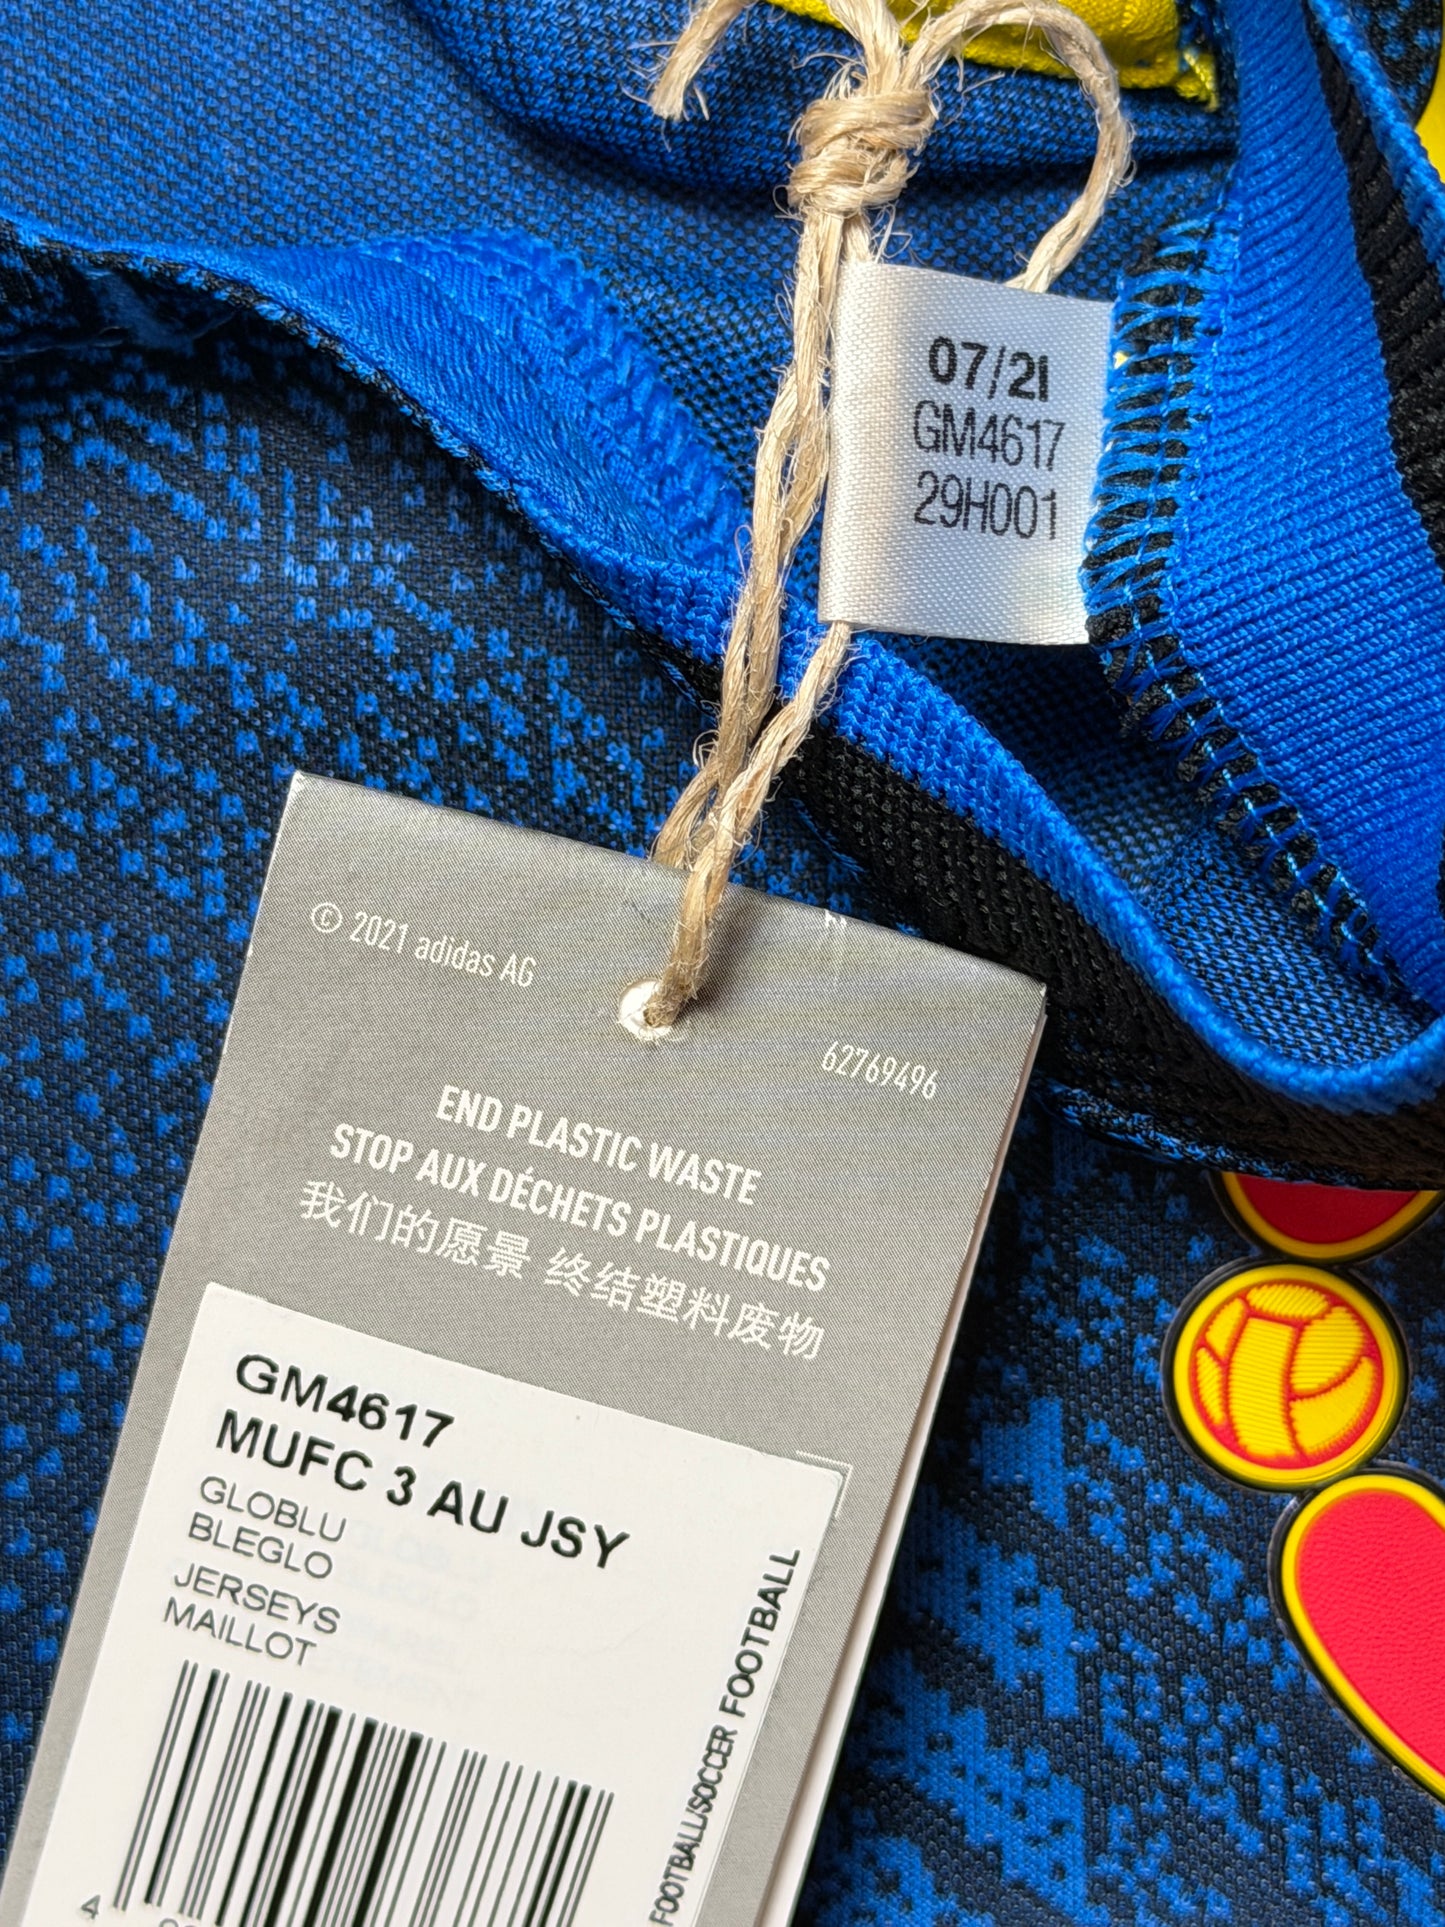 07/21
GM4617
29H001
© 2021 adidas AG
62769496
END PLASTIC WASTE
STOP AUX DÉCHETS PLASTIQUES
我们的愿景 终结塑料废物
GM4617
MUFC 3 AU JSY
GLOBLU
BLEGLO
JERSEYS
MAILLOT
FOOTBALL/SOCCER FOOTBALL
4